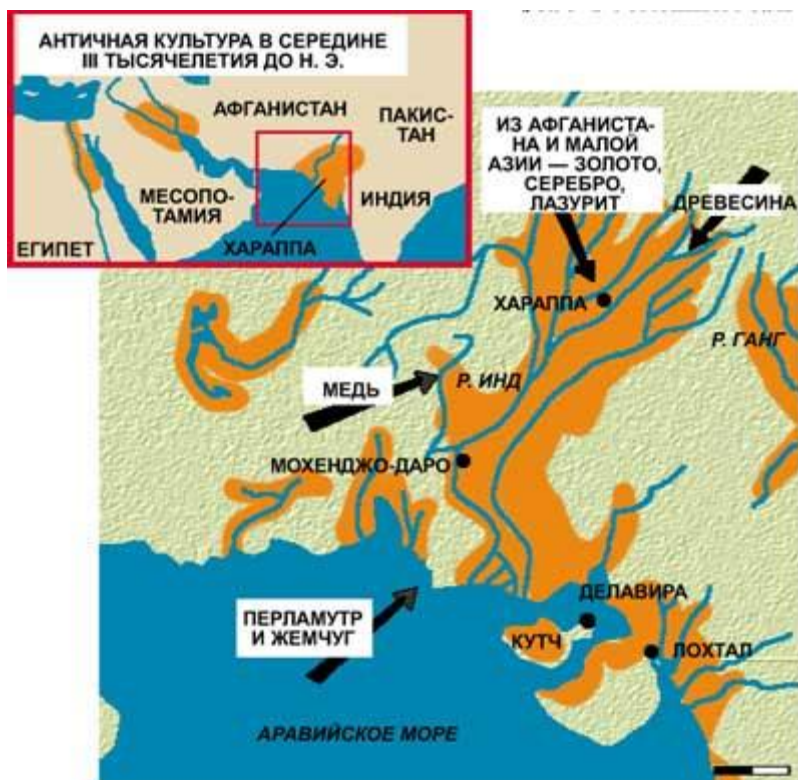 АНТИЧНАЯ КУЛЬТУРА В СЕРЕДИНЕ
III ТЫСЯЧЕЛЕТИЯ ДО Н. Э.
АФГАНИСТАН
ПАКИС-
ТАН
МЕСОПО-
ТАМИЯ
ИНДИЯ
ЕГИПЕТ
ХАРАППА
ИЗ АФГАНИСТА-
НА И МАЛОЙ
АЗИИ — ЗОЛОТО,
СЕРЕБРО,
ЛАЗУРИТ
ДРЕВЕСИНА
ХАРАППА
Р. ГАНГ
МЕДЬ
Р. ИНД
МОХЕНДЖО-ДАРО
ПЕРЛАМУТР
И ЖЕМЧУГ
ДЕЛАВИРА
КУТЧ
ЛОХТАЛ
АРАВИЙСКОЕ МОРЕ